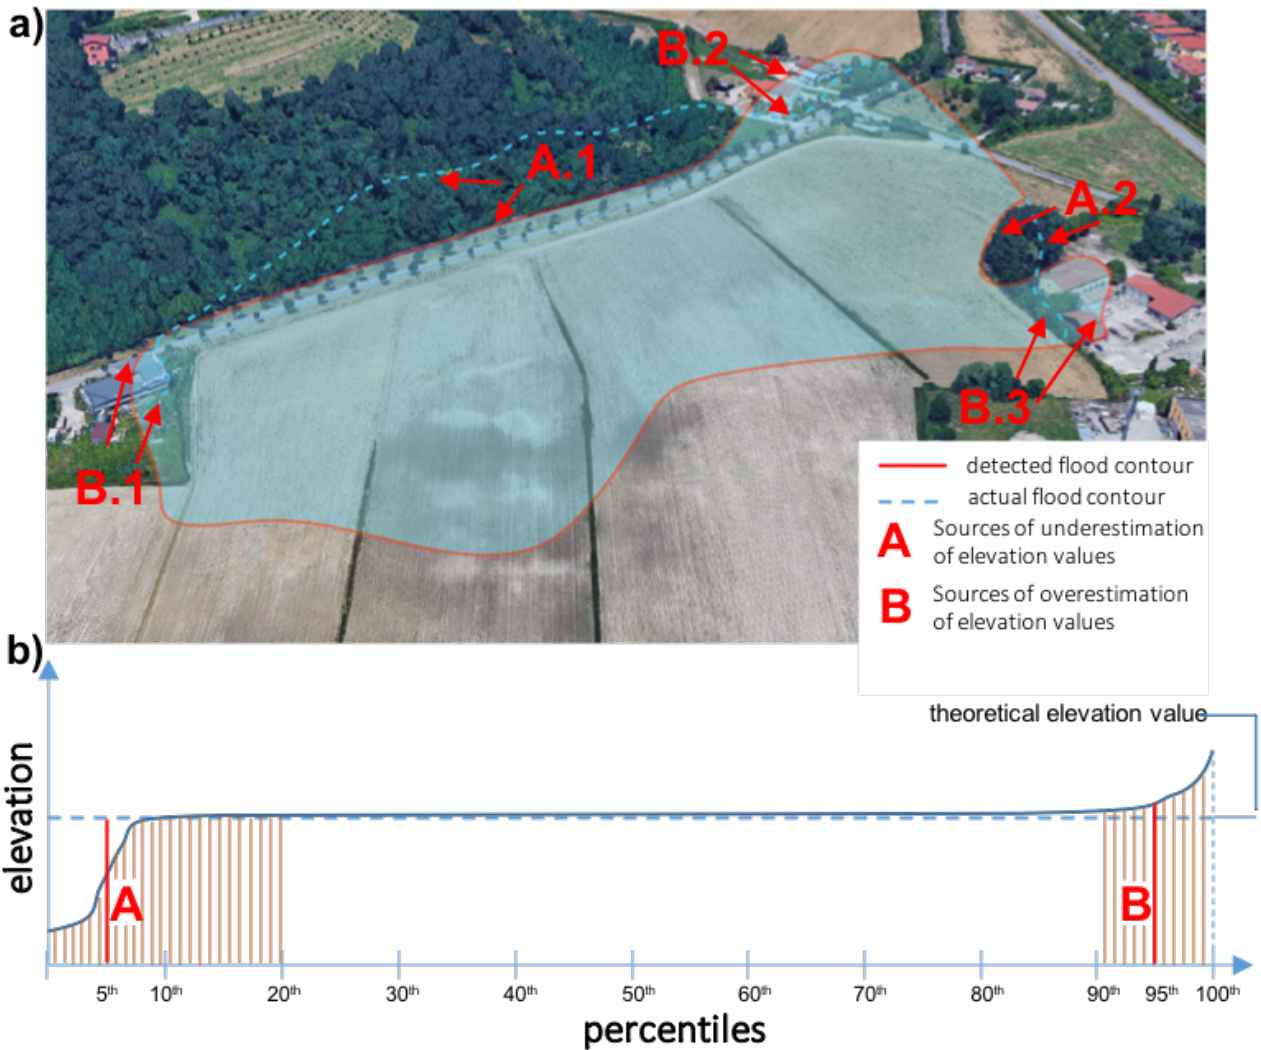 a)
B.2
A.1
A.2
B.3
B.1
detected flood contour
actual flood contour
A Sources of underestimation
of elevation values
B Sources of overestimation
of elevation values
b)
theoretical elevation value
elevation
A
B
5th 10th 20th 30th 40th 50th 60th 70th 80th 90th 95th 100th
percentiles